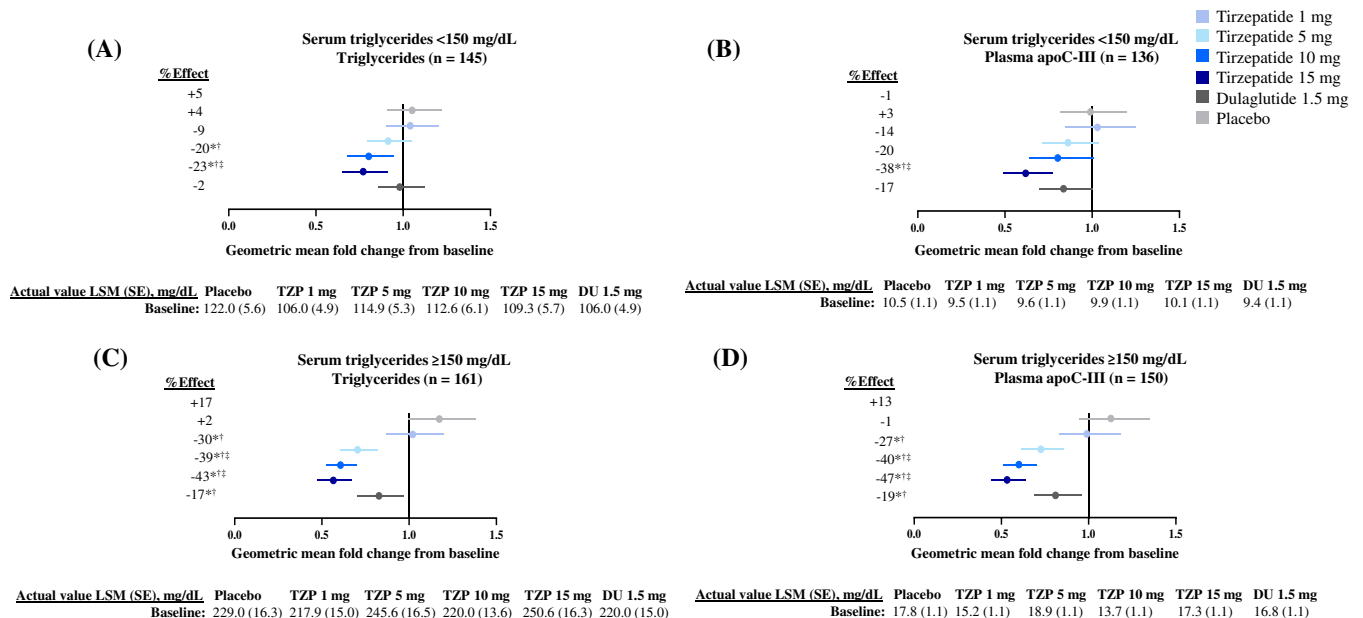 Tirzepatide 1 mg
Tirzepatide 5 mg
Tirzepatide 10 mg
Tirzepatide 15 mg
Dulaglutide 1.5 mg
Placebo
(A)
Serum triglycerides <150 mg/dL
Triglycerides (n = 145)
%Effect
+5
+4
-9
-20*†
-23*†‡
-2
0.0 0.5 1.0 1.5
Geometric mean fold change from baseline
Actual value LSM (SE), mg/dL Placebo TZP 1 mg TZP 5 mg TZP 10 mg TZP 15 mg DU 1.5 mg
Baseline: 122.0 (5.6) 106.0 (4.9) 114.9 (5.3) 112.6 (6.1) 109.3 (5.7) 106.0 (4.9)
(B)
Serum triglycerides <150 mg/dL
Plasma apoC-III (n = 136)
-1
+3
-14
-20
-38*†‡
-17
0.0 0.5 1.0 1.5
Geometric mean fold change from baseline
Actual value LSM (SE), mg/dL Placebo TZP 1 mg TZP 5 mg TZP 10 mg TZP 15 mg DU 1.5 mg
Baseline: 10.5 (1.1) 9.5 (1.1) 9.6 (1.1) 9.9 (1.1) 10.1 (1.1) 9.4 (1.1)
(C)
Serum triglycerides ≥150 mg/dL
Triglycerides (n = 161)
%Effect
+17
+2
-30*†
-39*†‡
-43*†‡
-17*†
0.0 0.5 1.0 1.5
Geometric mean fold change from baseline
Actual value LSM (SE), mg/dL Placebo TZP 1 mg TZP 5 mg TZP 10 mg TZP 15 mg DU 1.5 mg
Baseline: 229.0 (16.3) 217.9 (15.0) 245.6 (16.5) 220.0 (13.6) 250.6 (16.3) 220.0 (15.0)
(D)
Serum triglycerides ≥150 mg/dL
Plasma apoC-III (n = 150)
%Effect
+13
-1
-27*†
-40*†‡
-47*†‡
-19*†
0.0 0.5 1.0 1.5
Geometric mean fold change from baseline
Actual value LSM (SE), mg/dL Placebo TZP 1 mg TZP 5 mg TZP 10 mg TZP 15 mg DU 1.5 mg
Baseline: 17.8 (1.1) 15.2 (1.1) 18.9 (1.1) 13.7 (1.1) 17.3 (1.1) 16.8 (1.1)